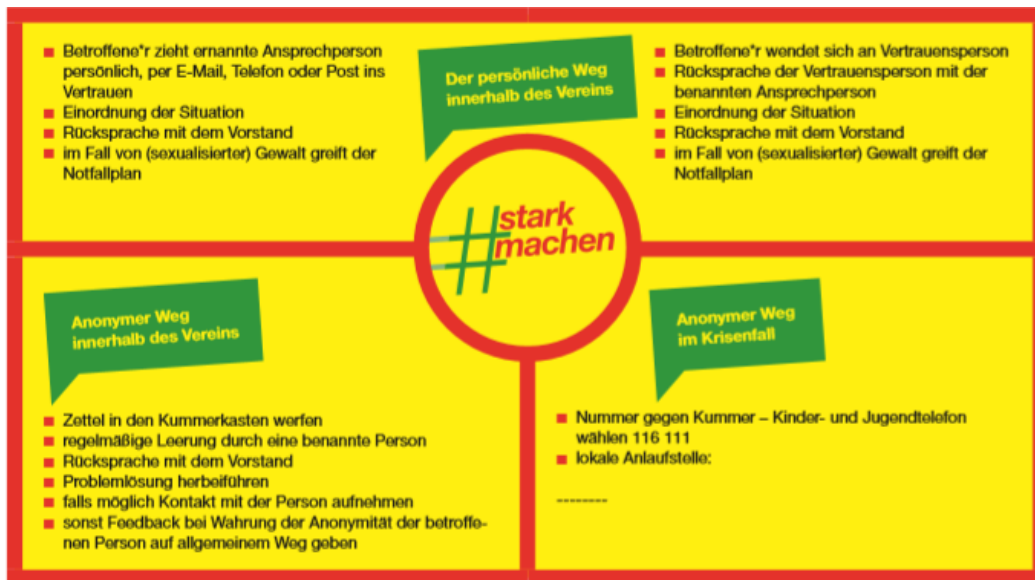 Betroffene*r zieht ernannte Ansprechperson
persönlich, per E-Mail, Telefon oder Post ins
Vertrauen
Einordnung der Situation
Rücksprache mit dem Vorstand
im Fall von (sexualisierter) Gewalt greift der
Notfallplan
Der persönliche Weg
innerhalb des Vereins
Betroffene*r wendet sich an Vertrauensperson
Rücksprache der Vertrauensperson mit der
benannten Ansprechperson
Einordnung der Situation
Rücksprache mit dem Vorstand
im Fall von (sexualisierter) Gewalt greift der
Notfallplan
#stark
machen
Anonymer Weg
innerhalb des Vereins
Zettel in den Kummerkasten werfen
regelmäßige Leerung durch eine benannte Person
Rücksprache mit dem Vorstand
Problemlösung herbeiführen
falls möglich Kontakt mit der Person aufnehmen
sonst Feedback bei Wahrung der Anonymität der betroffe-
nen Person auf allgemeinem Weg geben
Anonymer Weg
im Krisenfall
Nummer gegen Kummer – Kinder- und Jugendtelefon
wählen 116 111
lokale Anlaufstelle:
--------